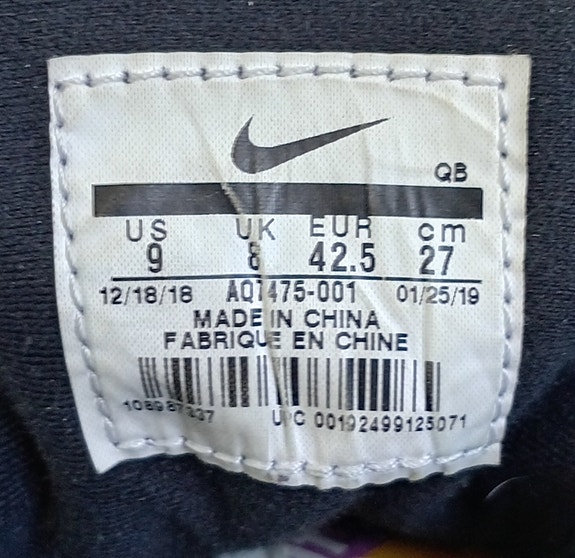 QB
US UK EUR cm
9 8 42.5 27
12/18/18 AQ7475-001 01/25/19
MADE IN CHINA
FABRIQUE EN CHINE
UPC 00192499125071